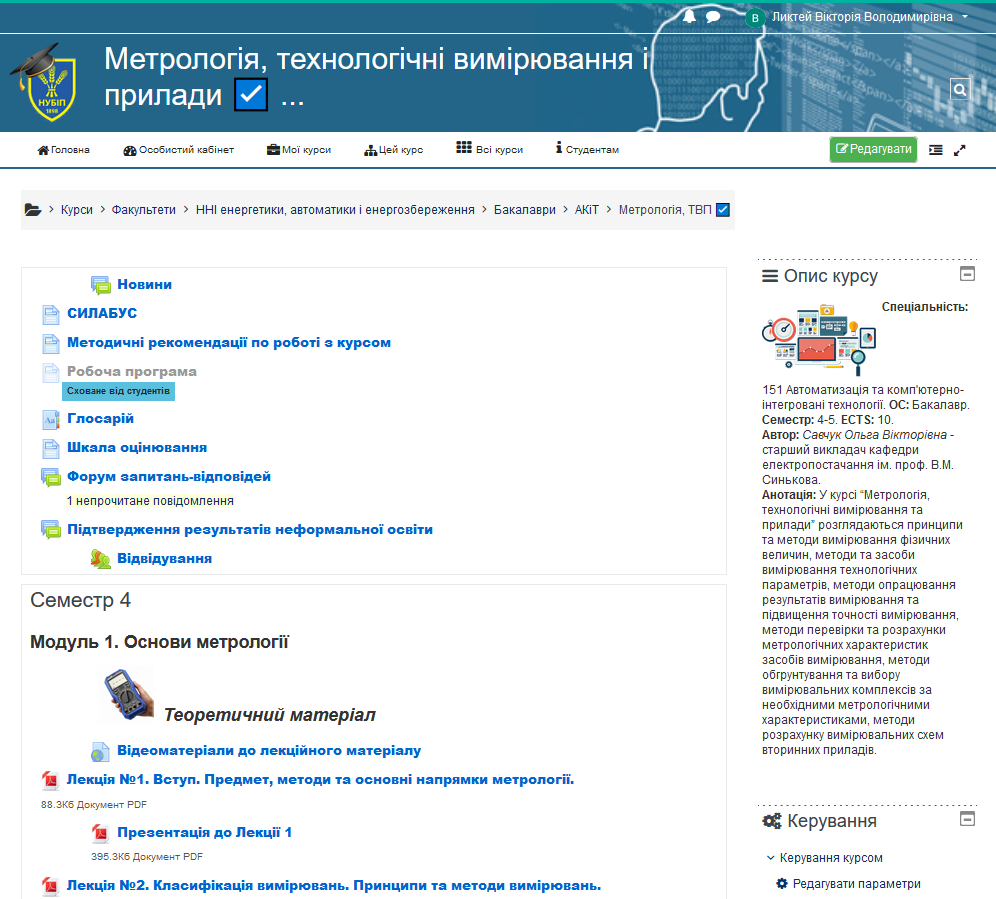 В Ликтей Вікторія Володимирівна
Метрологія, технологічні вимірювання і
прилади ✅ ...
НУБІП
1898
Головна Особистий кабінет Мої курси Цей курс Всі курси Студентам Редагувати
Курси > Факультети > ННІ енергетики, автоматики і енергозбереження > Бакалаври > АКіТ > Метрологія, ТВП
Новини
СИЛАБУС
Методичні рекомендації по роботі з курсом
Робоча програма
Сховане від студентів
Глосарій
Шкала оцінювання
Форум запитань-відповідей
1 непрочитане повідомлення
Підтвердження результатів неформальної освіти
Відвідування
Семестр 4
Модуль 1. Основи метрології
Теоретичний матеріал
Відеоматеріали до лекційного матеріалу
Лекція №1. Вступ. Предмет, методи та основні напрямки метрології.
88.3Кб Документ PDF
Презентація до Лекції 1
395.3Кб Документ PDF
Лекція №2. Класифікація вимірювань. Принципи та методи вимірювань.
Опис курсу
Спеціальність:
151 Автоматизація та комп'ютерно-
інтегровані технології. ОС: Бакалавр.
Семестр: 4-5. ECTS: 10.
Автор: Савчук Ольга Вікторівна -
старший викладач кафедри
електропостачання ім. проф. В.М.
Синькова.
Анотація: У курсі “Метрологія,
технологічні вимірювання та
прилади” розглядаються принципи
та методи вимірювання фізичних
величин, методи та засоби
вимірювання технологічних
параметрів, методи опрацювання
результатів вимірювання та
підвищення точності вимірювання,
методи перевірки та розрахунки
метрологічних характеристик
засобів вимірювання, методи
обгрунтування та вибору
вимірювальних комплексів за
необхідними метрологічними
характеристиками, методи
розрахунку вимірювальних схем
вторинних приладів.
Керування
Керування курсом
Редагувати параметри